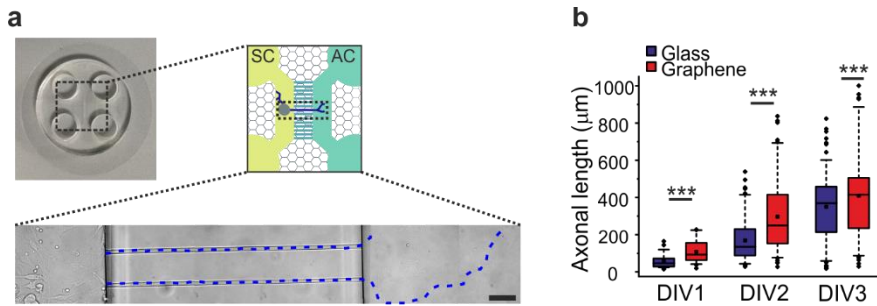 a
SC
AC
b
Glass
Graphene
Axonal length (μm)
1000
800
600
400
200
0
***
***
***
DIV1
DIV2
DIV3